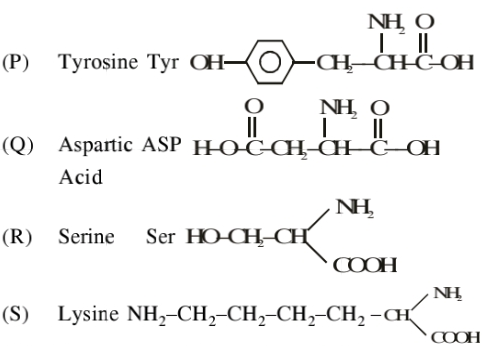 NH₂ O
(P) Tyrosine Tyr OH–CH₂–CH–C–OH
O NH₂ O
(Q) Aspartic ASP H–O–C–CH₂–CH–C–OH
Acid
NH₂
(R) Serine Ser HO–CH₂–CH
COOH
NH₂
(S) Lysine NH₂–CH₂–CH₂–CH₂–CH₂–CH
COOH